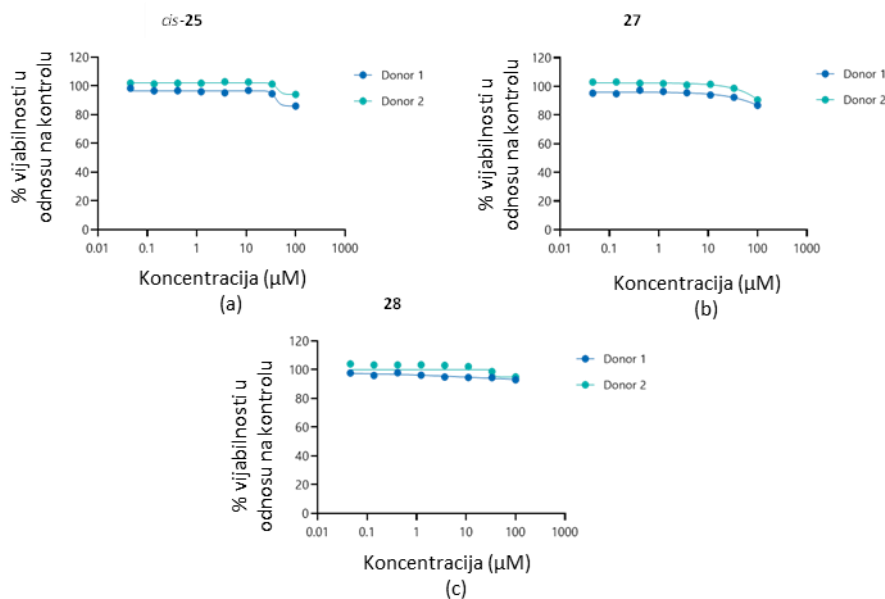 cis-25
120
100
80
60
40
20
0
% vijabilnosti u
odnosu na kontrolu
0.01 0.1 1 10 100 1000
Koncentracija (µM)
(a)
Donor 1
Donor 2
27
120
100
80
60
40
20
0
% vijabilnosti u
odnosu na kontrolu
0.01 0.1 1 10 100 1000
Koncentracija (µM)
(b)
Donor 1
Donor 2
28
120
100
80
60
40
20
0
% vijabilnosti u
odnosu na kontrolu
0.01 0.1 1 10 100 1000
Koncentracija (µM)
(c)
Donor 1
Donor 2